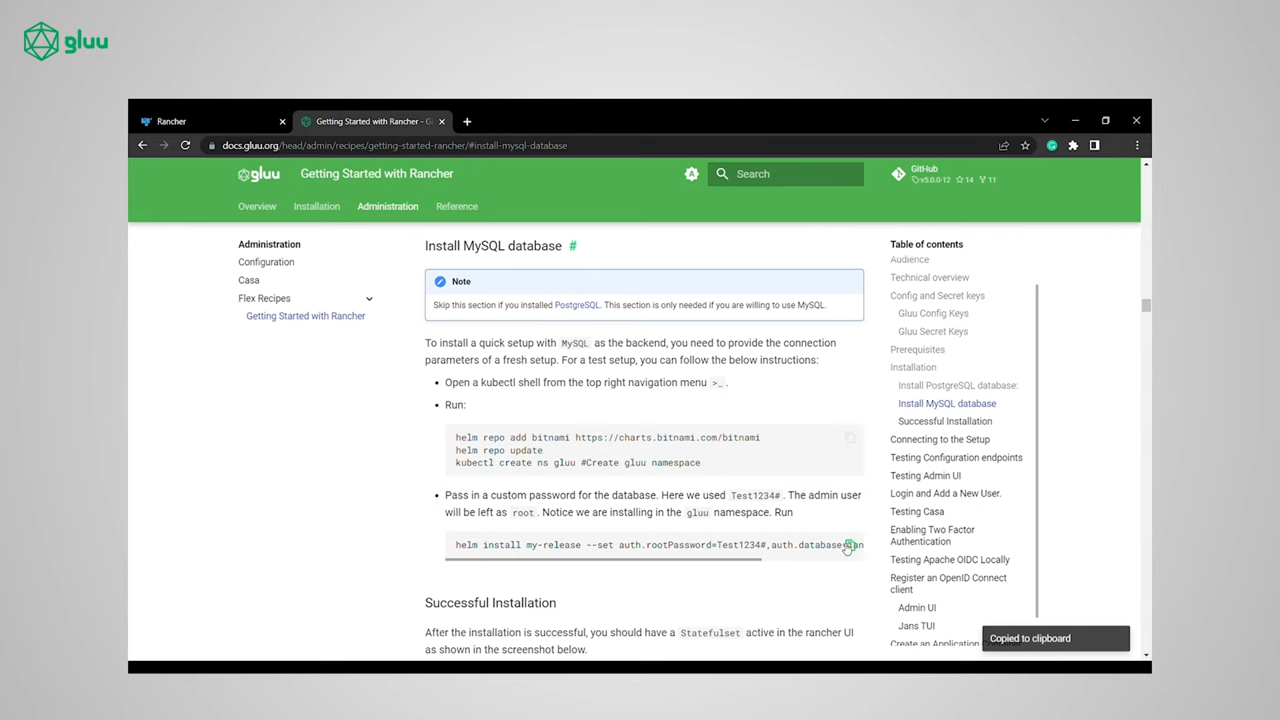 gluu
Rancher
Getting Started with Rancher - G
docs.gluu.org/head/admin/recipes/getting-started-rancher/#install-mysql-database
gluu
Getting Started with Rancher
Search
GitHub
v5.0.0-12 14 11
Overview Installation Administration Reference
Administration
Configuration
Casa
Flex Recipes
Getting Started with Rancher
Install MySQL database #
Note
Skip this section if you installed PostgreSQL. This section is only needed if you are willing to use MySQL.
To install a quick setup with MySQL as the backend, you need to provide the connection
parameters of a fresh setup. For a test setup, you can follow the below instructions:
• Open a kubectl shell from the top right navigation menu >_ .
• Run:
helm repo add bitnami https://charts.bitnami.com/bitnami
helm repo update
kubectl create ns gluu #Create gluu namespace
• Pass in a custom password for the database. Here we used Test1234#. The admin user
will be left as root. Notice we are installing in the gluu namespace. Run
helm install my-release --set auth.rootPassword=Test1234#,auth.database
Successful Installation
After the installation is successful, you should have a Statefulset active in the rancher UI
as shown in the screenshot below.
Table of contents
Audience
Technical overview
Config and Secret keys
Gluu Config Keys
Gluu Secret Keys
Prerequisites
Installation
Install PostgreSQL database:
Install MySQL database
Successful Installation
Connecting to the Setup
Testing Configuration endpoints
Testing Admin UI
Login and Add a New User.
Testing Casa
Enabling Two Factor
Authentication
Testing Apache OIDC Locally
Register an OpenID Connect
client
Admin UI
Jans TUI
Create an Application
Copied to clipboard